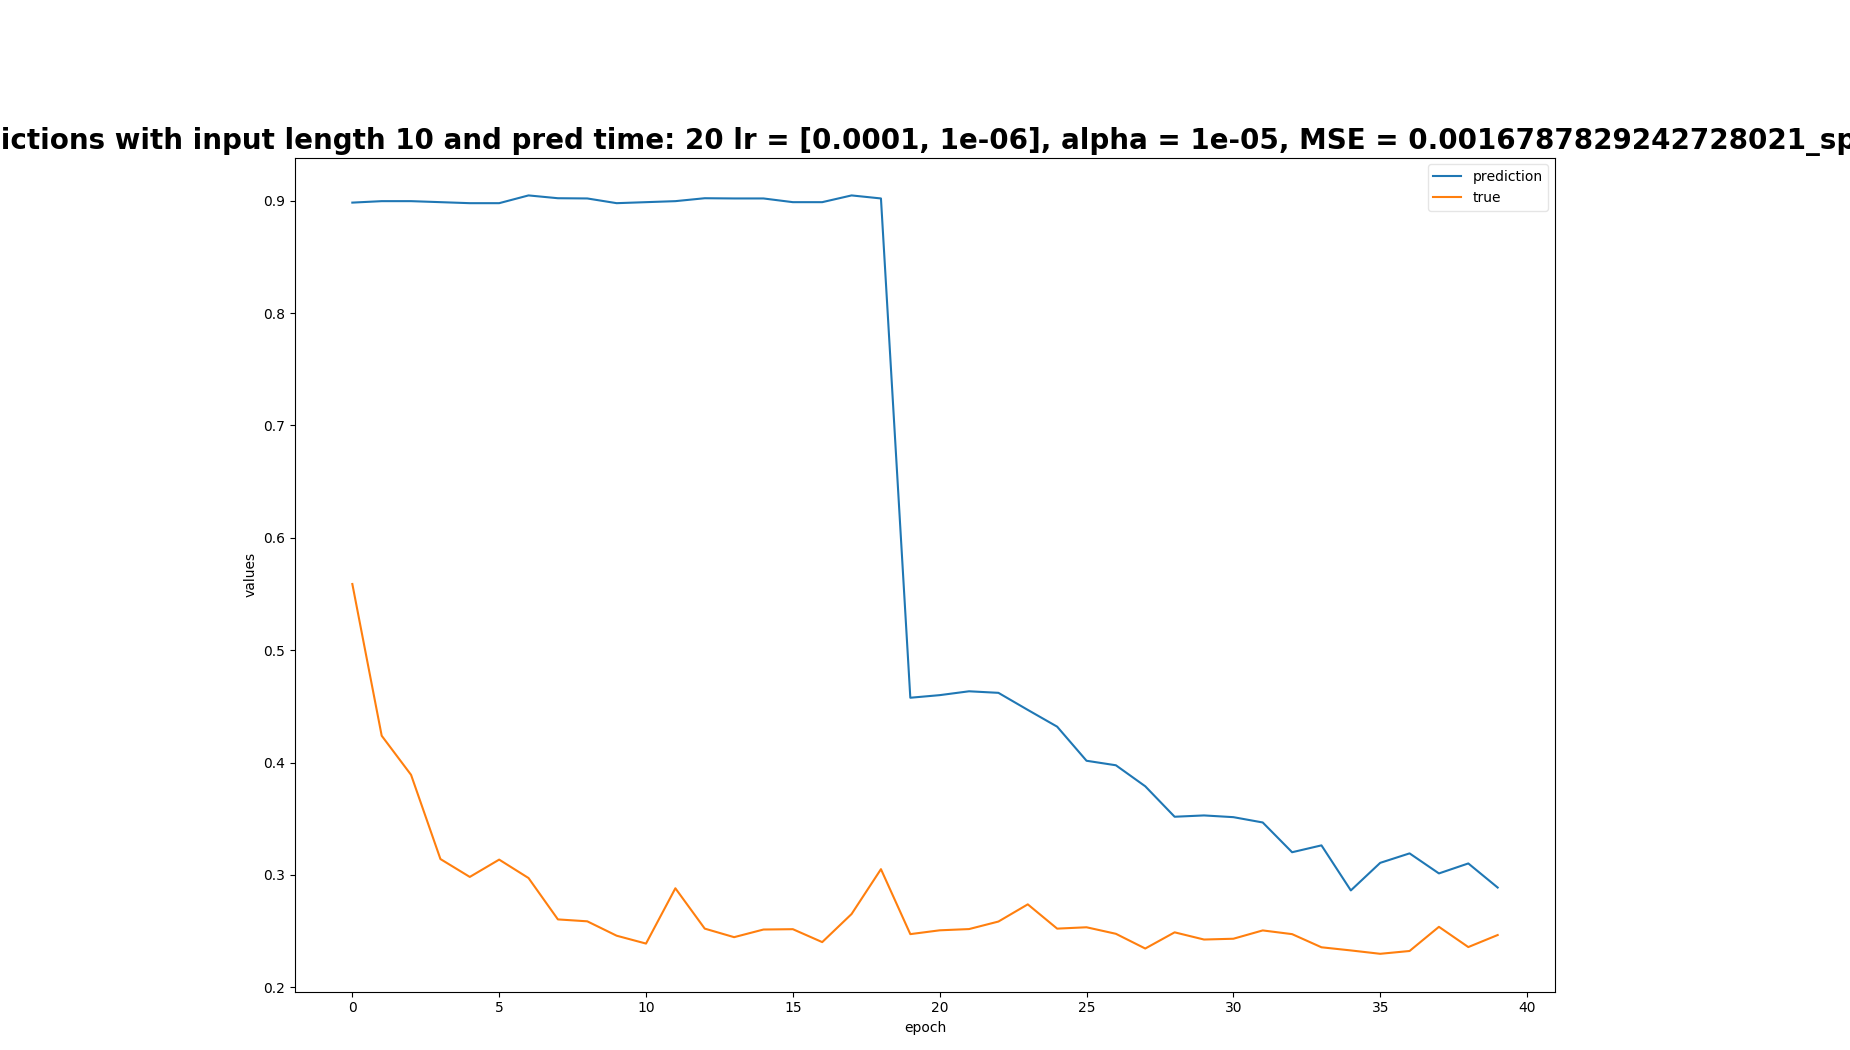 ictions with input length 10 and pred time: 20 lr = [0.0001, 1e-06], alpha = 1e-05, MSE = 0.0016787829242728021_sp
prediction
true
0.9
0.8
0.7
0.6
0.5
0.4
0.3
0.2
values
0 5 10 15 20 25 30 35 40
epoch